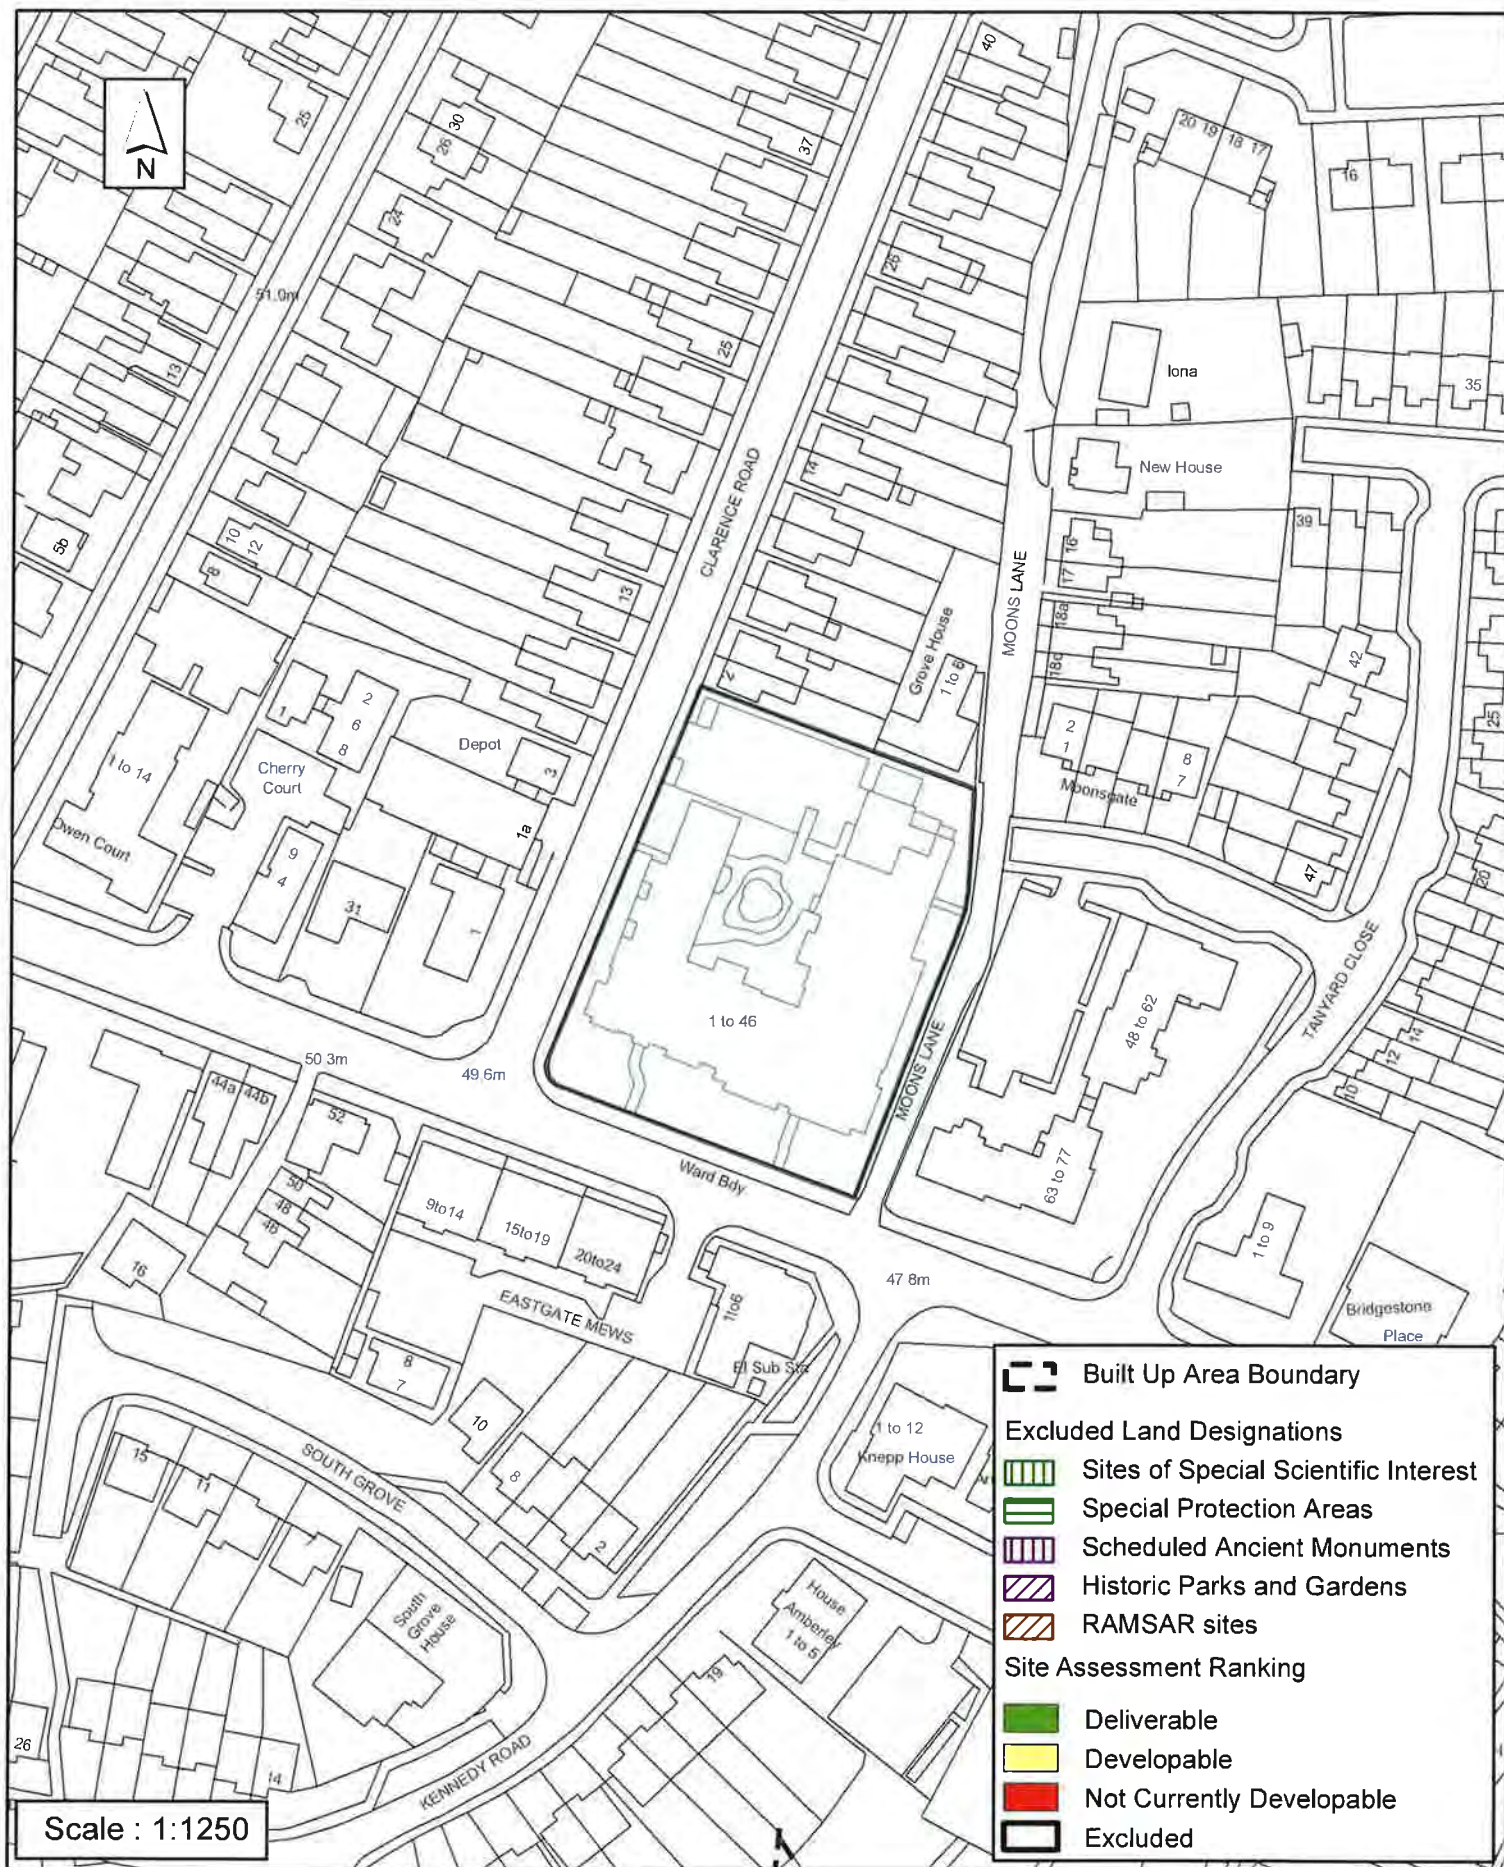 40
25
30
26
37
20 19 18 17
16
N
24
26
51.0m
25
13
Iona
35
14
New House
CLARENCE ROAD
39
10
12
5b
8
16
17
MOONS LANE
13
18a
Grove House
1 to 6
18c
42
2
1
2
6
8
Depot
3
2
1
8
7
25
1 to 14
Cherry
Court
Moonsgate
1a
Owen Court
9
4
47
20
31
1
TANYARD CLOSE
48 to 62
1 to 46
MOONS LANE
14
12
10
50.3m
49.6m
44a
44b
52
63 to 77
Ward Bdy
50
48
46
9to14
15to19
20to24
1 to 9
16
47.8m
EASTGATE MEWS
1to6
Bridgestone
Place
8
7
El Sub Sta
10
1 to 12
Knepp House
15
11
SOUTH GROVE
8
2
South
Grove
House
House
Amberley
1 to 5
19
26
14
KENNEDY ROAD
Scale : 1:1250
Built Up Area Boundary
Excluded Land Designations
Sites of Special Scientific Interest
Special Protection Areas
Scheduled Ancient Monuments
Historic Parks and Gardens
RAMSAR sites
Site Assessment Ranking
Deliverable
Developable
Not Currently Developable
Excluded